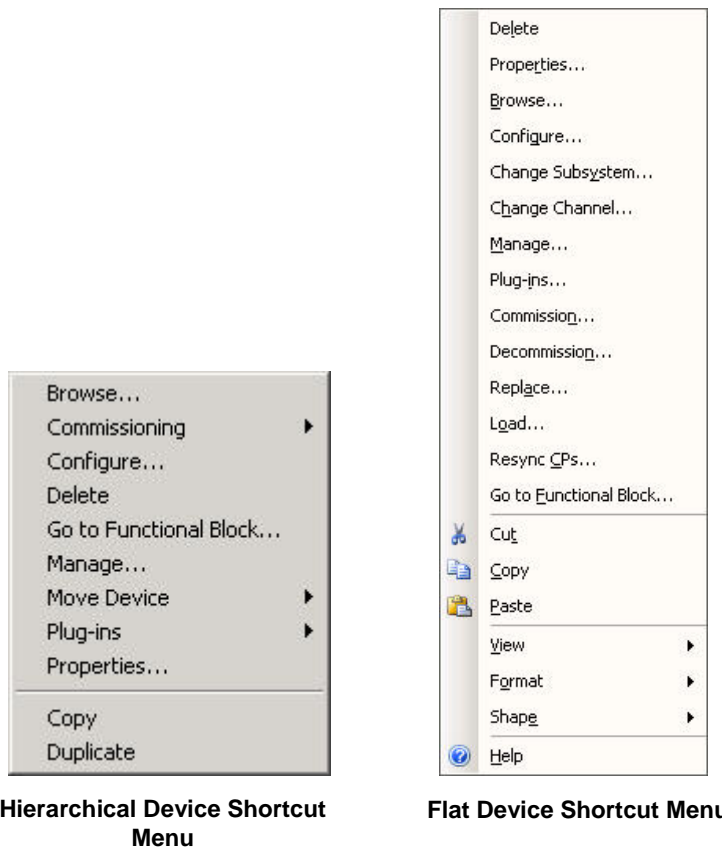 Browse...
Commissioning
Configure...
Delete
Go to Functional Block...
Manage...
Move Device
Plug-ins
Properties...
Copy
Duplicate
Hierarchical Device Shortcut
Menu
Delete
Properties...
Browse...
Configure...
Change Subsystem...
Change Channel...
Manage...
Plug-ins...
Commission...
Decommission...
Replace...
Load...
Resync CPs...
Go to Functional Block...
Cut
Copy
Paste
View
Format
Shape
Help
Flat Device Shortcut Menu